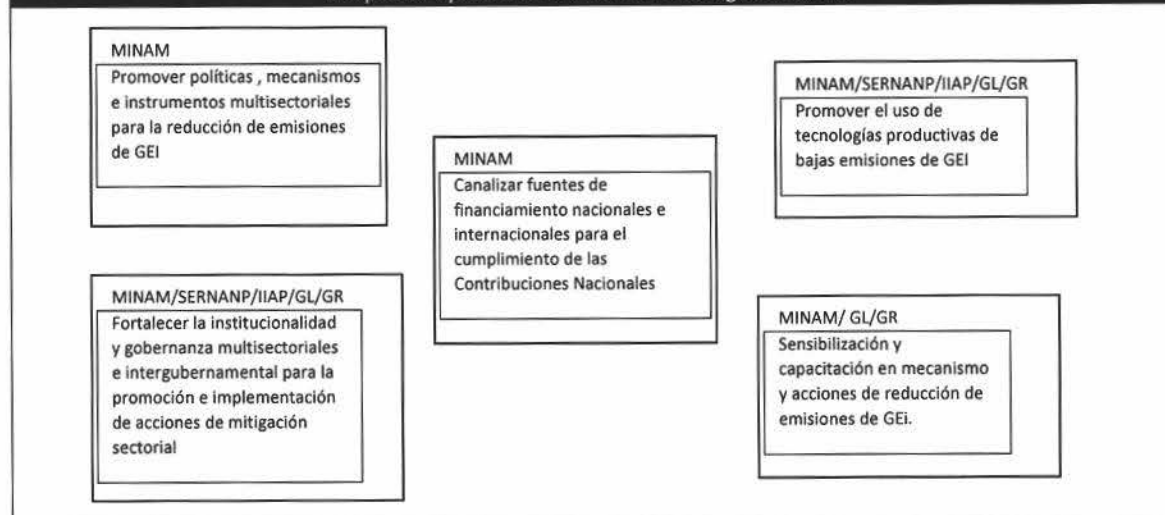 MINAM
Promover políticas , mecanismos
e instrumentos multisectoriales
para la reducción de emisiones
de GEI
MINAM/SERNANP/IIAP/GL/GR
Fortalecer la institucionalidad
y gobernanza multisectoriales
e intergubernamental para la
promoción e implementación
de acciones de mitigación
sectorial
MINAM
Canalizar fuentes de
financiamiento nacionales e
internacionales para el
cumplimiento de las
Contribuciones Nacionales
MINAM/SERNANP/IIAP/GL/GR
Promover el uso de
tecnologías productivas de
bajas emisiones de GEI
MINAM/ GL/GR
Sensibilización y
capacitación en mecanismo
y acciones de reducción de
emisiones de GEi.